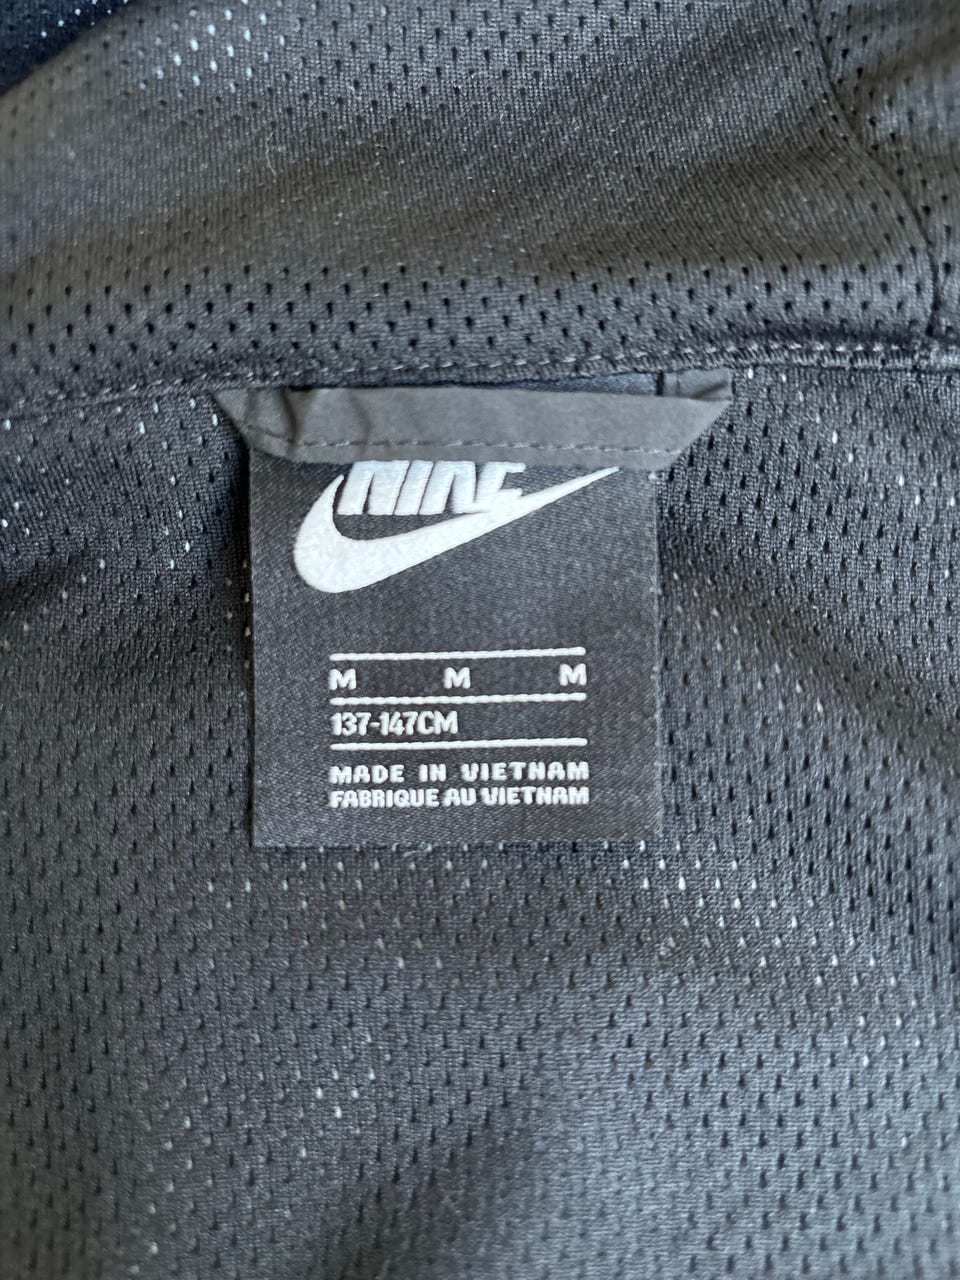 NIKE
M M M
137-147CM
MADE IN VIETNAM
FABRIQUE AU VIETNAM